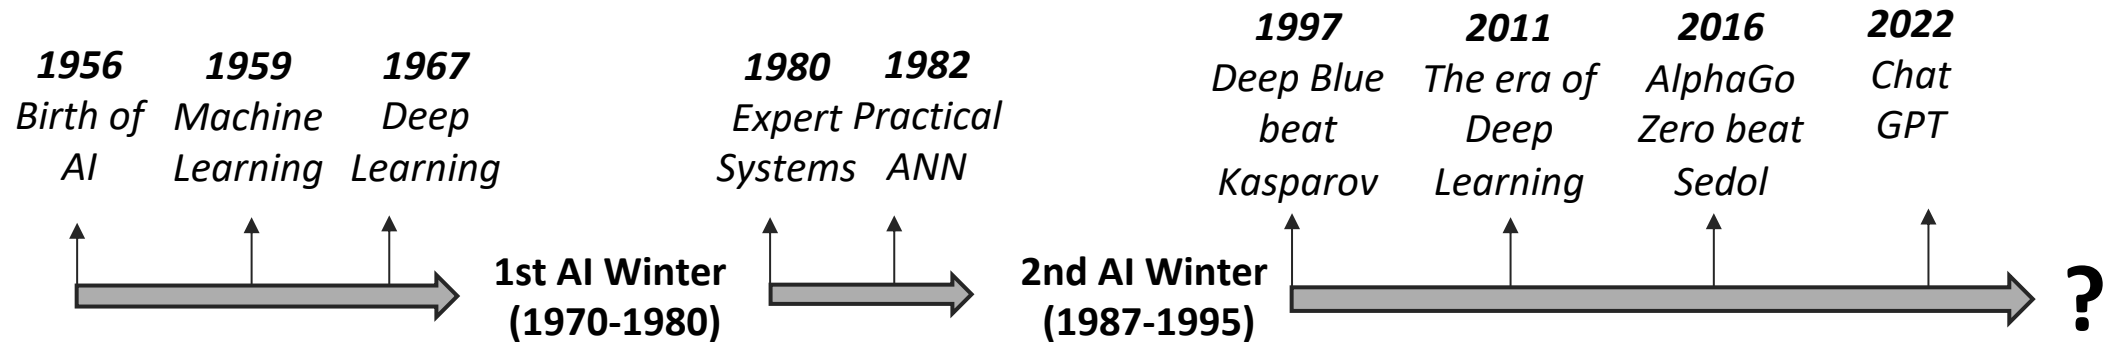 1956
Birth of
AI
1959
Machine
Learning
1967
Deep
Learning
1st AI Winter
(1970-1980)
1980
Expert
Systems
1982
Practical
ANN
2nd AI Winter
(1987-1995)
1997
Deep Blue
beat
Kasparov
2011
The era of
Deep
Learning
2016
AlphaGo
Zero beat
Sedol
2022
Chat
GPT
?